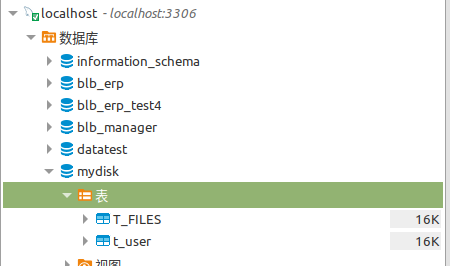 localhost - localhost:3306
数据库
information_schema
blb_erp
blb_erp_test4
blb_manager
datatest
mydisk
表
T_FILES 16K
t_user 16K
视图